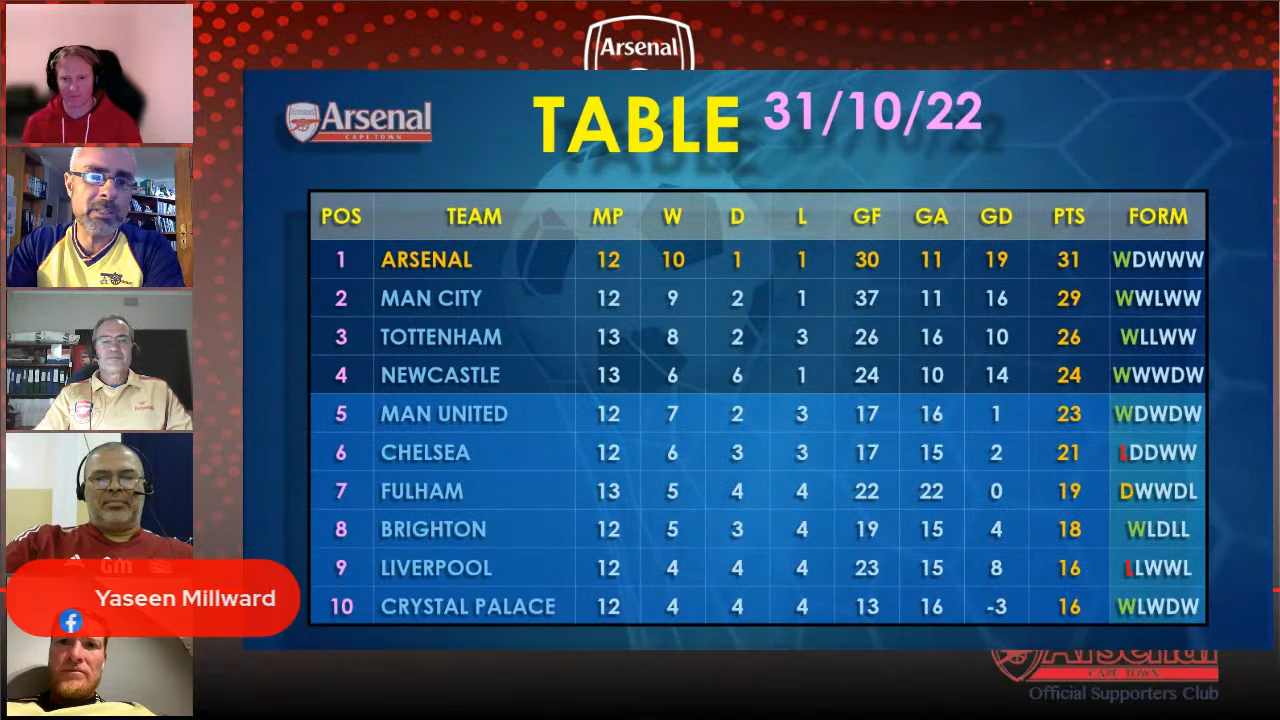 Arsenal
Arsenal
CAPE TOWN
TABLE 31/10/22
POS TEAM MP W D L GF GA GD PTS FORM
1 ARSENAL 12 10 1 1 30 11 19 31 WDWWW
2 MAN CITY 12 9 2 1 37 11 16 29 WWLWW
3 TOTTENHAM 13 8 2 3 26 16 10 26 WLLWW
4 NEWCASTLE 13 6 6 1 24 10 14 24 WWWDW
5 MAN UNITED 12 7 2 3 17 16 1 23 WDWDW
6 CHELSEA 12 6 3 3 17 15 2 21 LDDWW
7 FULHAM 13 5 4 4 22 22 0 19 DWWDL
8 BRIGHTON 12 5 3 4 19 15 4 18 WLDLL
9 LIVERPOOL 12 4 4 4 23 15 8 16 LLWWL
10 CRYSTAL PALACE 12 4 4 4 13 16 -3 16 WLWDW
Yaseen Millward
Arsenal
CAPE TOWN
Official Supporters Club